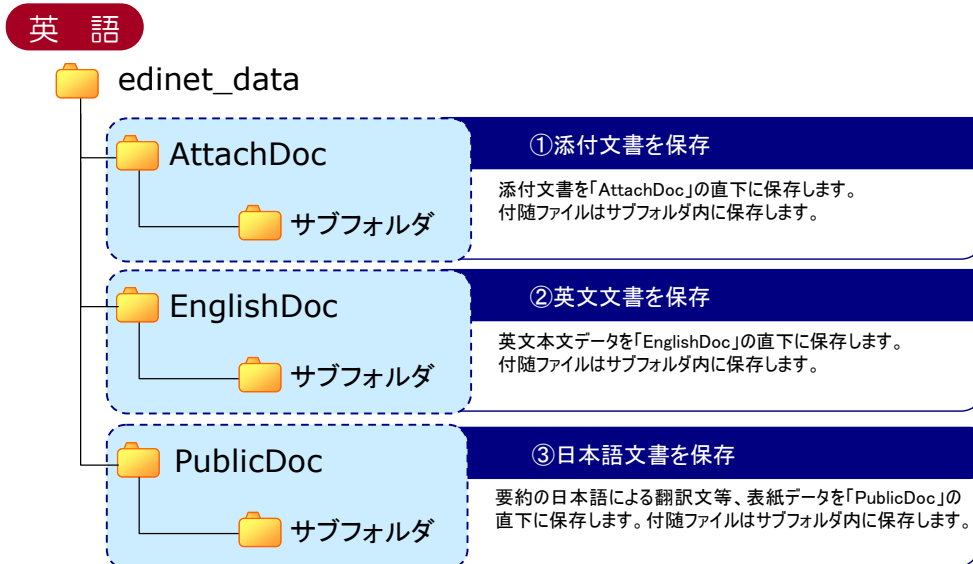 英 語
edinet_data
AttachDoc
サブフォルダ
①添付文書を保存
添付文書を「AttachDoc」の直下に保存します。
付随ファイルはサブフォルダ内に保存します。
EnglishDoc
サブフォルダ
②英文文書を保存
英文本文データを「EnglishDoc」の直下に保存します。
付随ファイルはサブフォルダ内に保存します。
PublicDoc
サブフォルダ
③日本語文書を保存
要約の日本語による翻訳文等、表紙データを「PublicDoc」の
直下に保存します。付随ファイルはサブフォルダ内に保存します。